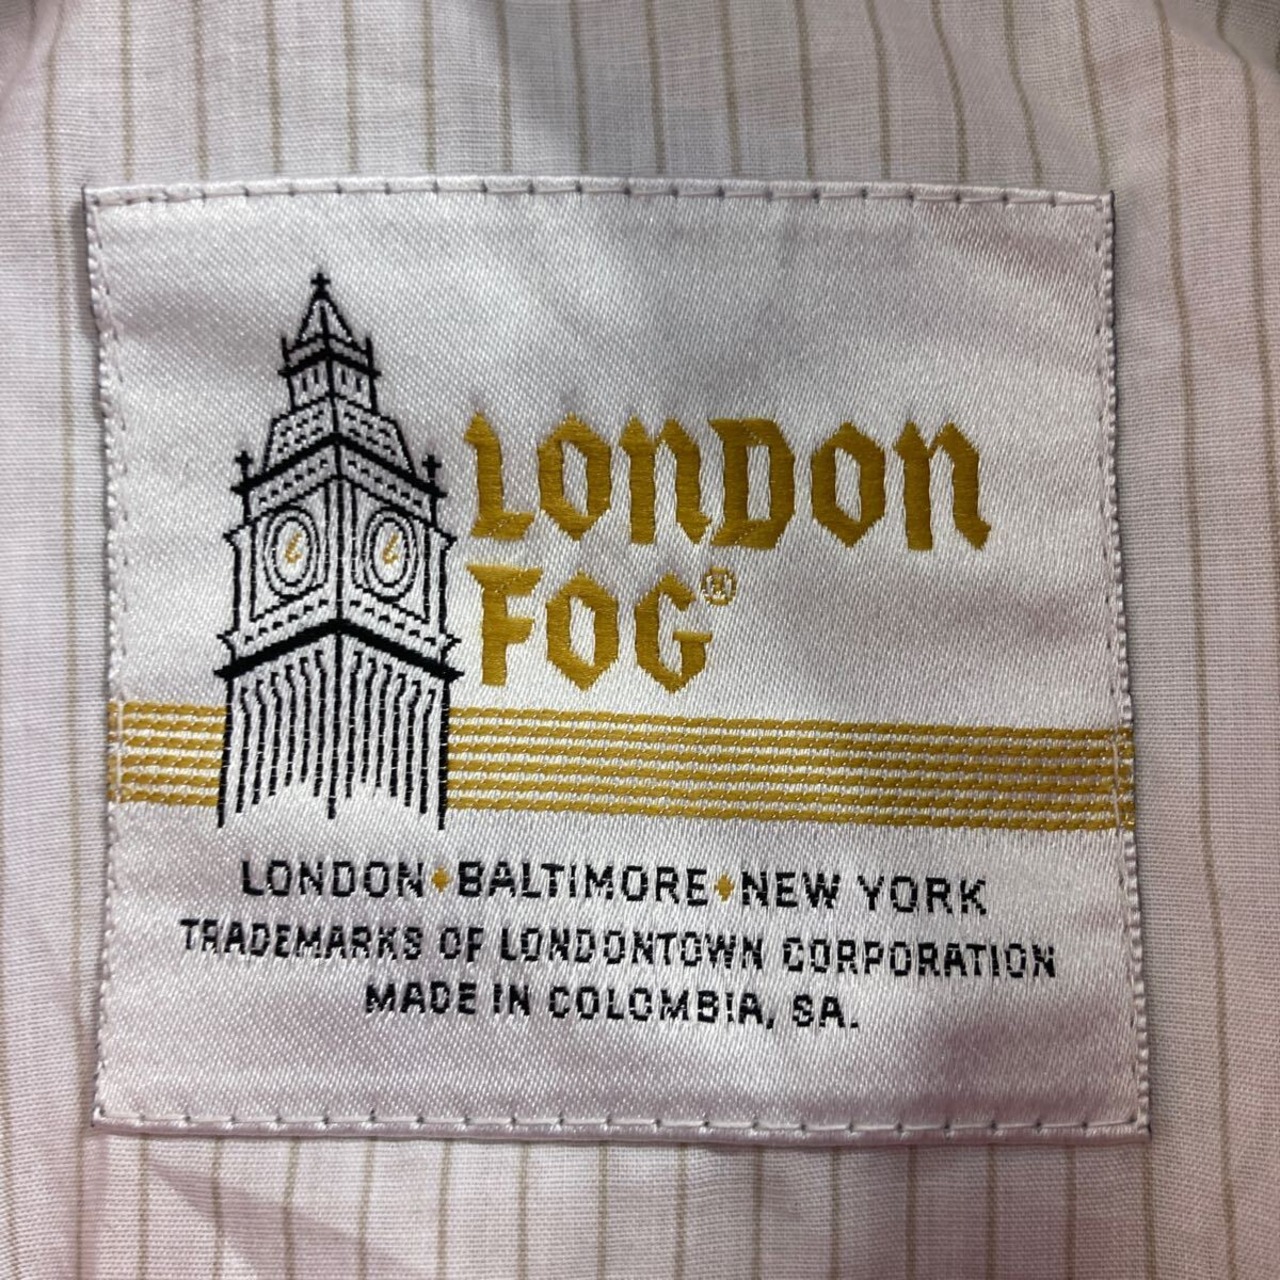 LONDON
FOG®
LONDON♦BALTIMORE♦NEW YORK
TRADEMARKS OF LONDONTOWN CORPORATION
MADE IN COLOMBIA, SA.